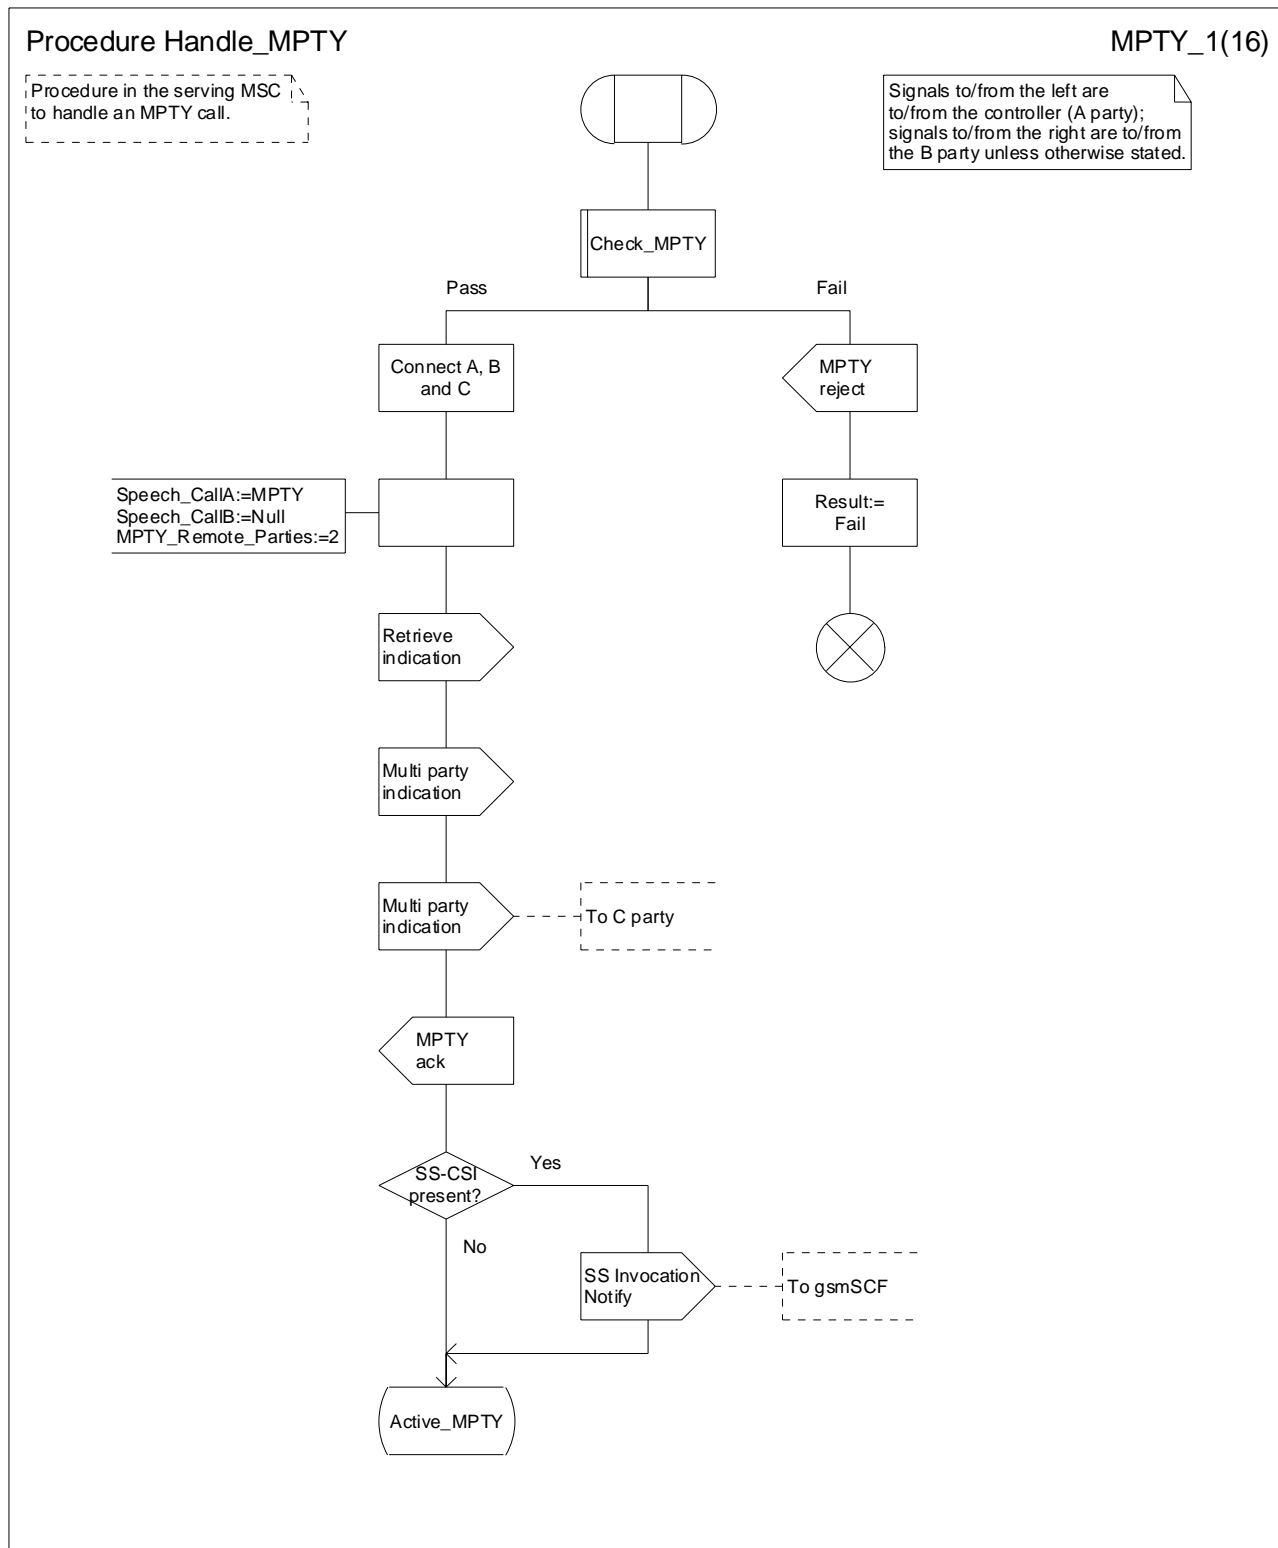 Procedure Handle_MPTY
MPTY_1(16)
Procedure in the serving MSC
to handle an MPTY call.
Signals to/from the left are
to/from the controller (A party);
signals to/from the right are to/from
the B party unless otherwise stated.
Check_MPTY
Pass
Fail
Connect A, B
and C
MPTY
reject
Speech_CallA:=MPTY
Speech_CallB:=Null
MPTY_Remote_Parties:=2
Result:=
Fail
Retrieve
indication
Multi party
indication
Multi party
indication
To C party
MPTY
ack
SS-CSI
present?
Yes
No
SS Invocation
Notify
To gsmSCF
Active_MPTY